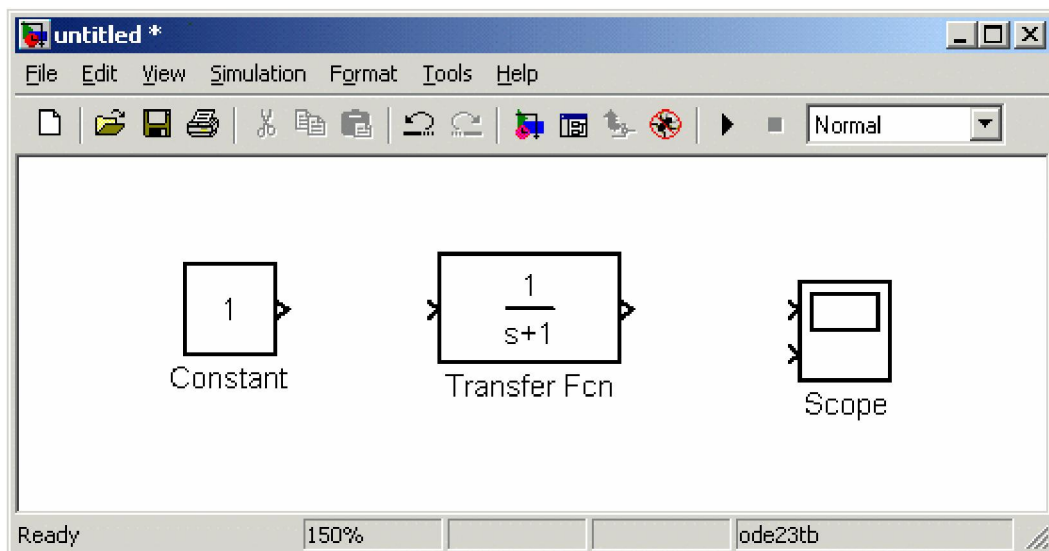 untitled *
File Edit View Simulation Format Tools Help
Normal
1
Constant
1
s+1
Transfer Fcn
Scope
Ready 150% ode23tb